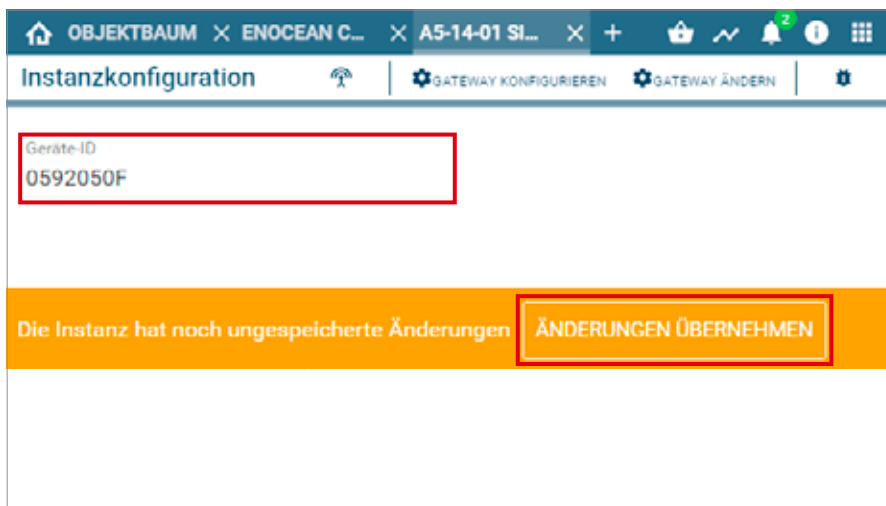 OBJEKTBAUM ENOCEAN C... A5-14-01 SI... 2
Instanzkonfiguration GATEWAY KONFIGURIEREN GATEWAY ÄNDERN
Geräte-ID
0592050F
Die Instanz hat noch ungespeicherte Änderungen ÄNDERUNGEN ÜBERNEHMEN